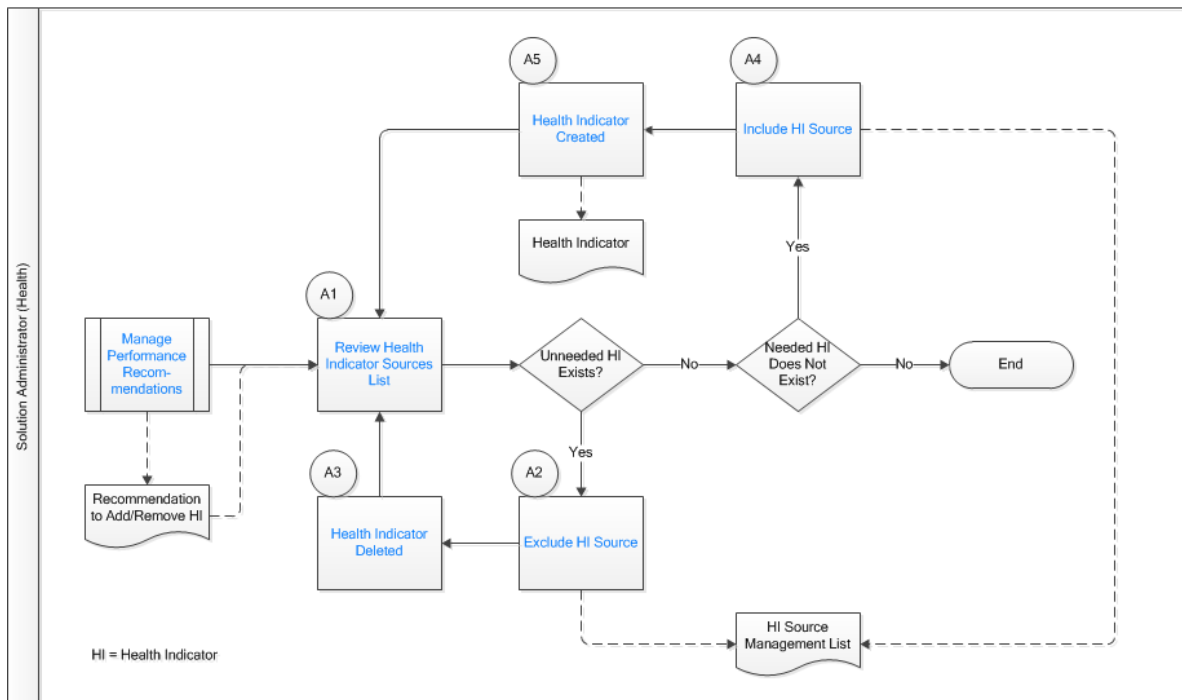 Solution Administrator (Health)
A5
Health Indicator
Created
A4
Include HI Source
Health Indicator
Yes
A1
Manage
Performance
Recom-
mendations
Review Health
Indicator Sources
List
Unneeded HI
Exists?
No
Needed HI
Does Not
Exist?
No
End
Yes
Recommendation
to Add/Remove HI
A3
Health Indicator
Deleted
A2
Exclude HI Source
HI Source
Management List
HI = Health Indicator